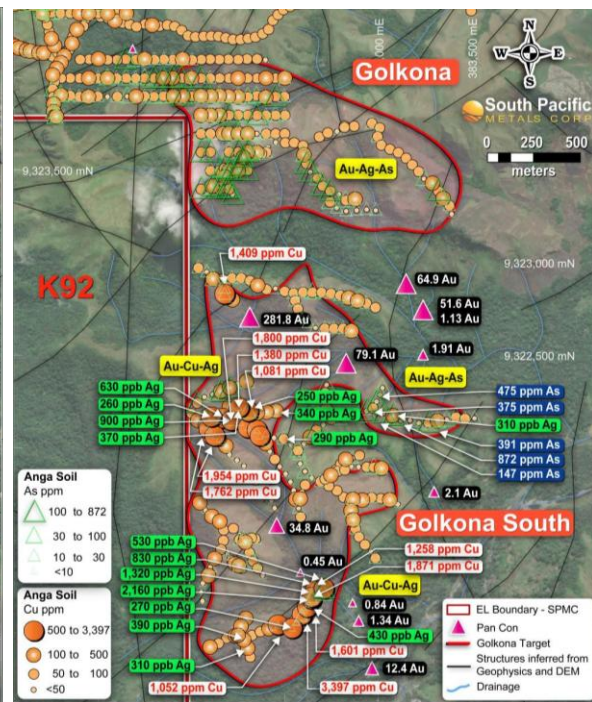 Golkona
mE
383,500 mE
N
W
E
S
South Pacific
METALS CORP
0 250 500
meters
9,323,500 mN
Au-Ag-As
9,323,000 mN
1,409 ppm Cu
64.9 Au
K92
281.8 Au
51.6 Au
1.13 Au
1,800 ppm Cu
1,380 ppm Cu
1,081 ppm Cu
79.1 Au
1.91 Au
9,322,500 mN
Au-Cu-Ag
Au-Ag-As
630 ppb Ag
260 ppb Ag
900 ppb Ag
370 ppb Ag
250 ppb Ag
340 ppb Ag
290 ppb Ag
475 ppm As
375 ppm As
310 ppb Ag
391 ppm As
872 ppm As
147 ppm As
1,954 ppm Cu
1,762 ppm Cu
2.1 Au
34.8 Au
Golkona South
530 ppb Ag
830 ppb Ag
1,320 ppb Ag
2,160 ppb Ag
270 ppb Ag
390 ppb Ag
310 ppb Ag
0.45 Au
1,258 ppm Cu
1,871 ppm Cu
Au-Cu-Ag
0.84 Au
1.34 Au
430 ppb Ag
1,601 ppm Cu
12.4 Au
1,052 ppm Cu
3,397 ppm Cu
Anga Soil
As ppm
100 to 872
30 to 100
10 to 30
<10
Anga Soil
Cu ppm
500 to 3,397
100 to 500
50 to 100
<50
EL Boundary - SPMC
Pan Con
Golkona Target
Structures inferred from
Geophysics and DEM
Drainage